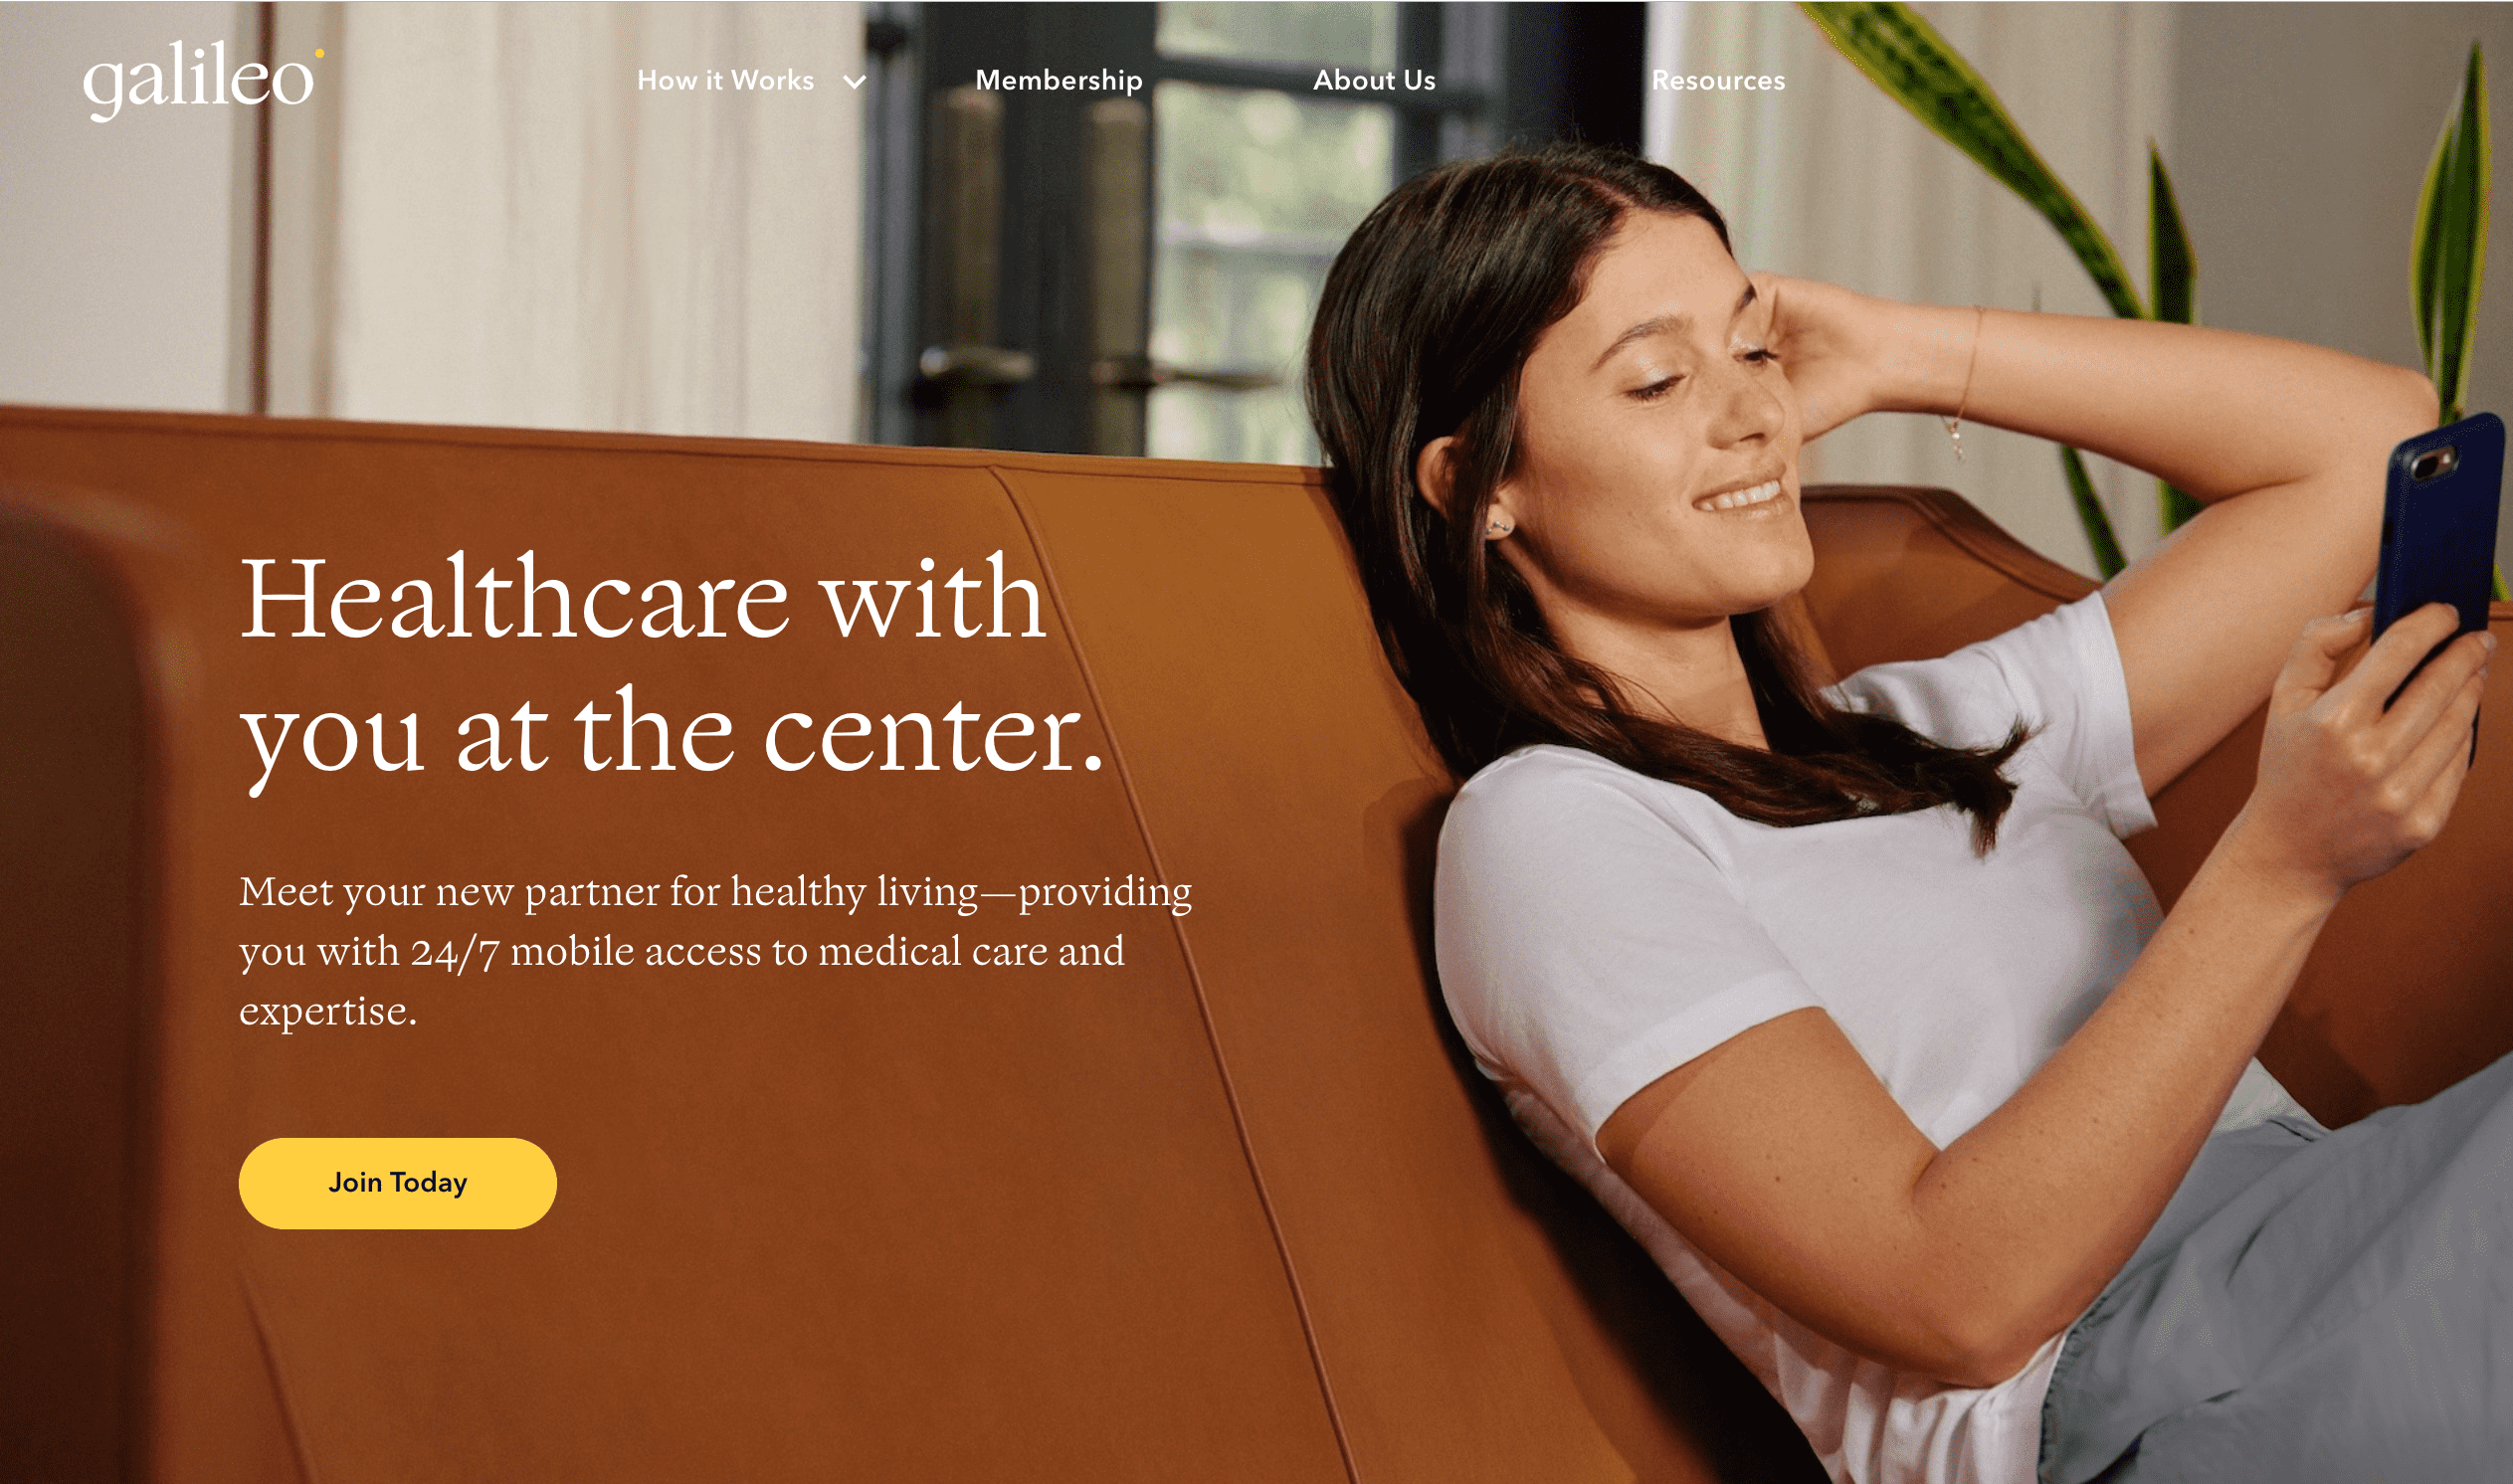 galileo
How it Works
Membership
About Us
Resources
Healthcare with
you at the center.
Meet your new partner for healthy living—providing
you with 24/7 mobile access to medical care and
expertise.
Join Today